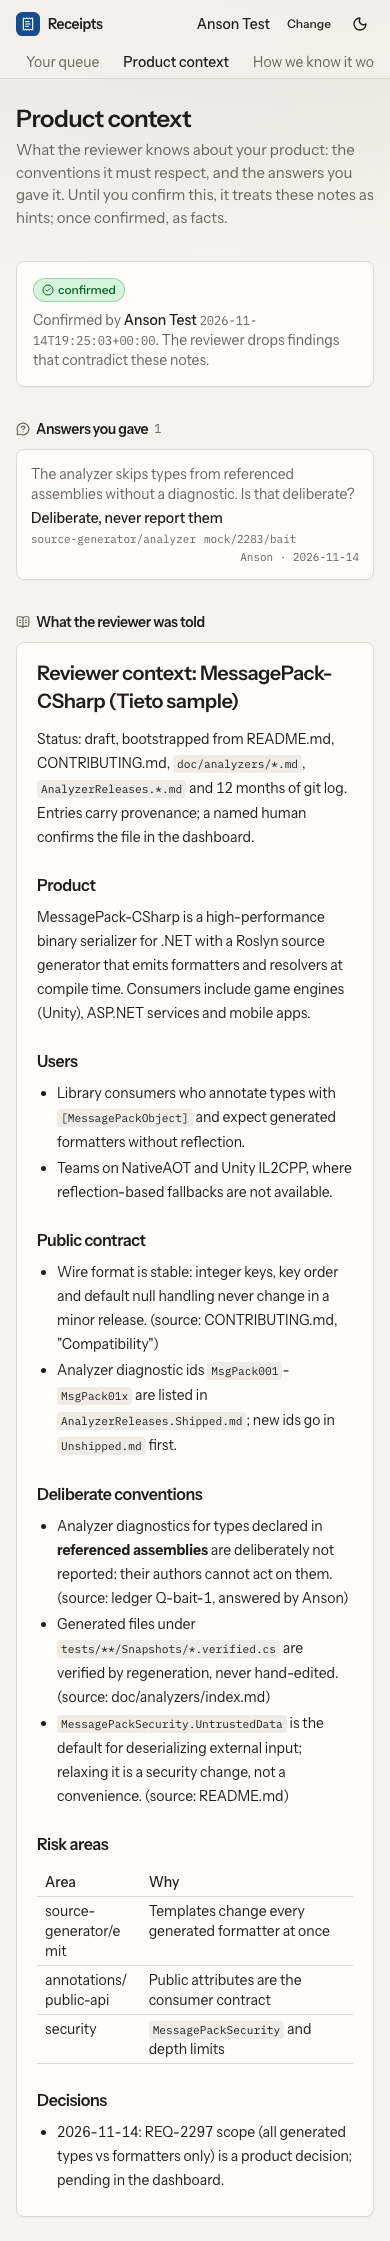 Receipts
Anson Test
Change
Your queue
Product context
How we know it wo
Product context
What the reviewer knows about your product: the
conventions it must respect, and the answers you
gave it. Until you confirm this, it treats these notes as
hints; once confirmed, as facts.
confirmed
Confirmed by Anson Test 2026-11-
14T19:25:03+00:00. The reviewer drops findings
that contradict these notes.
Answers you gave 1
The analyzer skips types from referenced
assemblies without a diagnostic. Is that deliberate?
Deliberate, never report them
source-generator/analyzer mock/2283/bait
Anson · 2026-11-14
What the reviewer was told
Reviewer context: MessagePack-
CSharp (Tieto sample)
Status: draft, bootstrapped from README.md,
CONTRIBUTING.md, doc/analyzers/*.md,
AnalyzerReleases.*.md and 12 months of git log.
Entries carry provenance; a named human
confirms the file in the dashboard.
Product
MessagePack-CSharp is a high-performance
binary serializer for .NET with a Roslyn source
generator that emits formatters and resolvers at
compile time. Consumers include game engines
(Unity), ASP.NET services and mobile apps.
Users
• Library consumers who annotate types with
[MessagePackObject] and expect generated
formatters without reflection.
• Teams on NativeAOT and Unity IL2CPP, where
reflection-based fallbacks are not available.
Public contract
• Wire format is stable: integer keys, key order
and default null handling never change in a
minor release. (source: CONTRIBUTING.md,
"Compatibility")
• Analyzer diagnostic ids MsgPack001-
MsgPack01x are listed in
AnalyzerReleases.Shipped.md; new ids go in
Unshipped.md first.
Deliberate conventions
• Analyzer diagnostics for types declared in
referenced assemblies are deliberately not
reported: their authors cannot act on them.
(source: ledger Q-bait-1, answered by Anson)
• Generated files under
tests/**/Snapshots/*.verified.cs are
verified by regeneration, never hand-edited.
(source: doc/analyzers/index.md)
• MessagePackSecurity.UntrustedData is the
default for deserializing external input;
relaxing it is a security change, not a
convenience. (source: README.md)
Risk areas
Area Why
source- Templates change every
generator/e generated formatter at once
mit
annotations/ Public attributes are the
public-api consumer contract
security MessagePackSecurity and
depth limits
Decisions
• 2026-11-14: REQ-2297 scope (all generated
types vs formatters only) is a product decision;
pending in the dashboard.